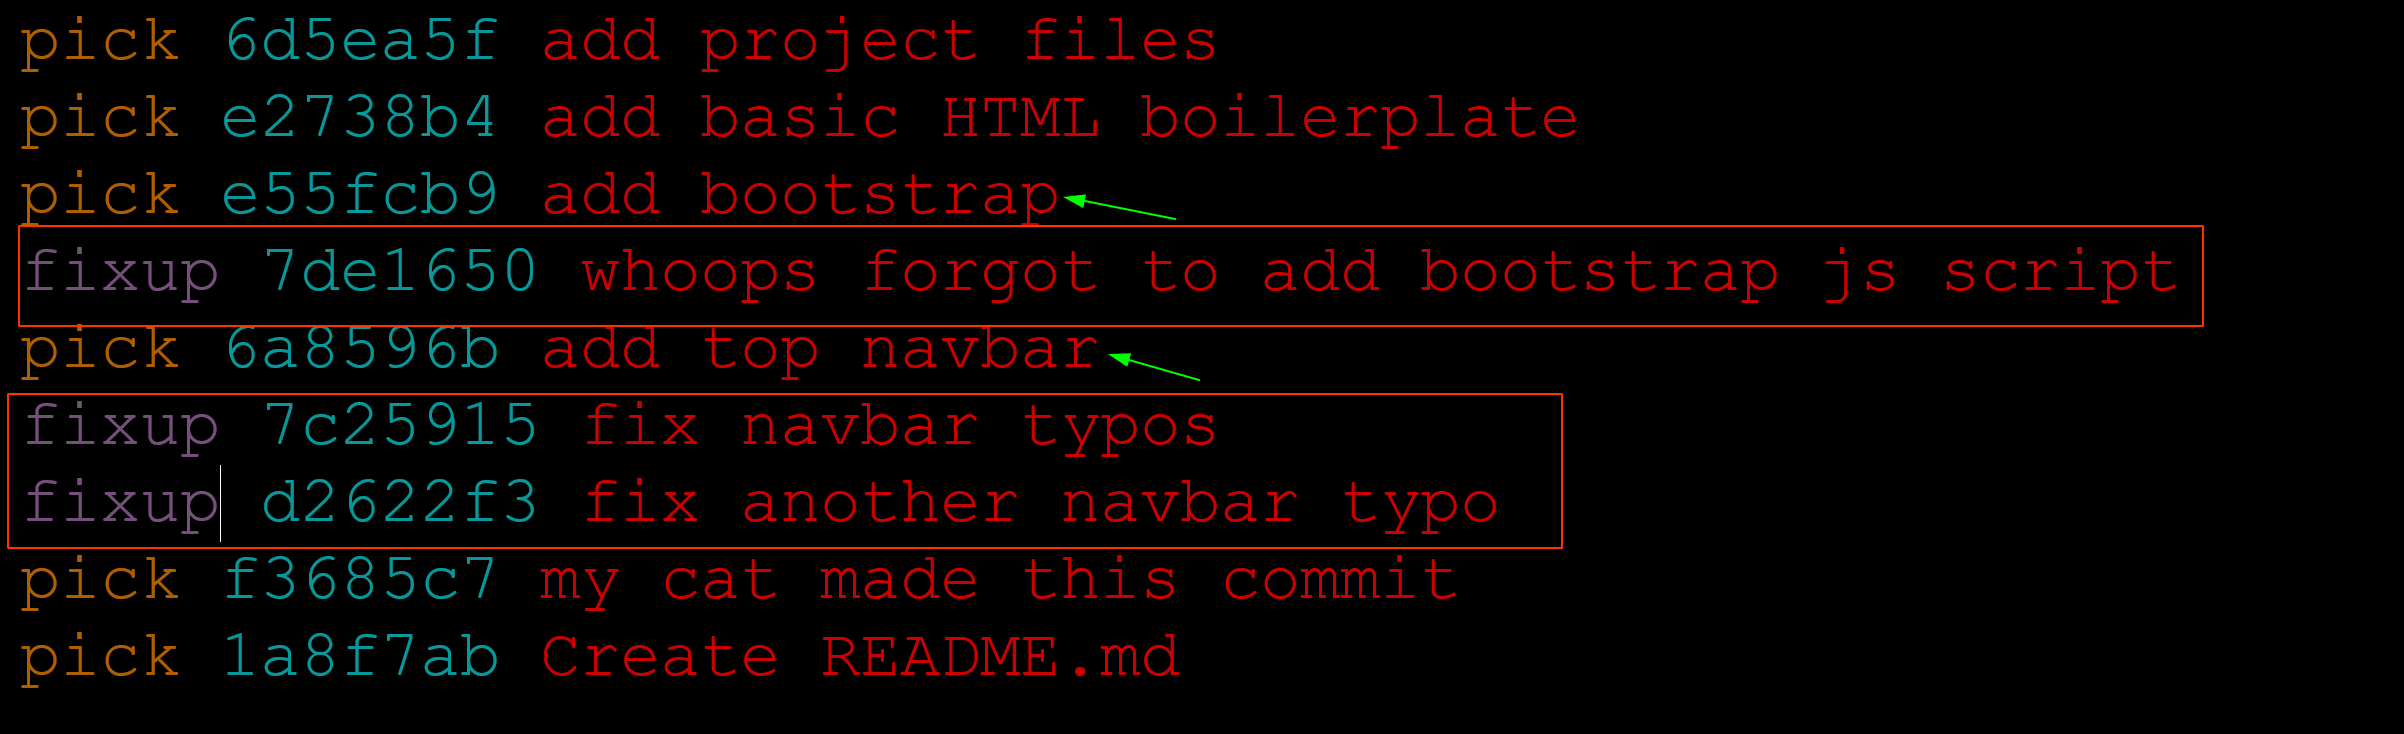 pick 6d5ea5f add project files
pick e2738b4 add basic HTML boilerplate
pick e55fcb9 add bootstrap
fixup 7de1650 whoops forgot to add bootstrap js script
pick 6a8596b add top navbar
fixup 7c25915 fix navbar typos
fixup d2622f3 fix another navbar typo
pick f3685c7 my cat made this commit
pick 1a8f7ab Create README.md